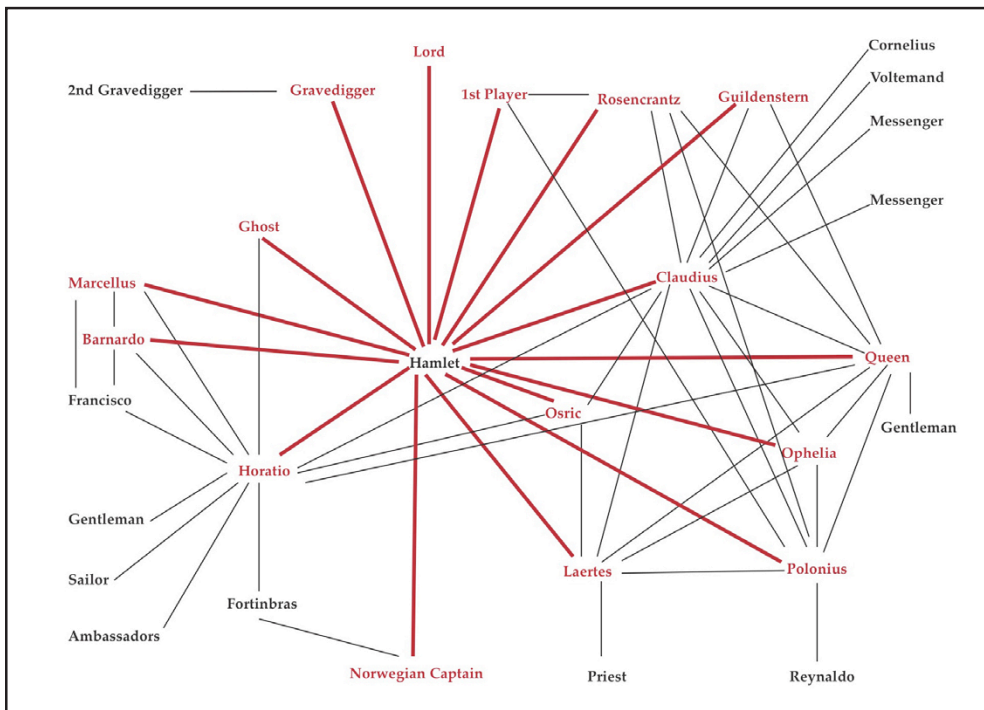 Lord
Cornelius
2nd Gravedigger
Gravedigger
1st Player
Rosencrantz
Guildenstern
Voltemand
Messenger
Messenger
Ghost
Marcellus
Claudius
Barnardo
Hamlet
Queen
Francisco
Osric
Gentleman
Ophelia
Horatio
Gentleman
Laertes
Polonius
Sailor
Fortinbras
Ambassadors
Norwegian Captain
Priest
Reynaldo